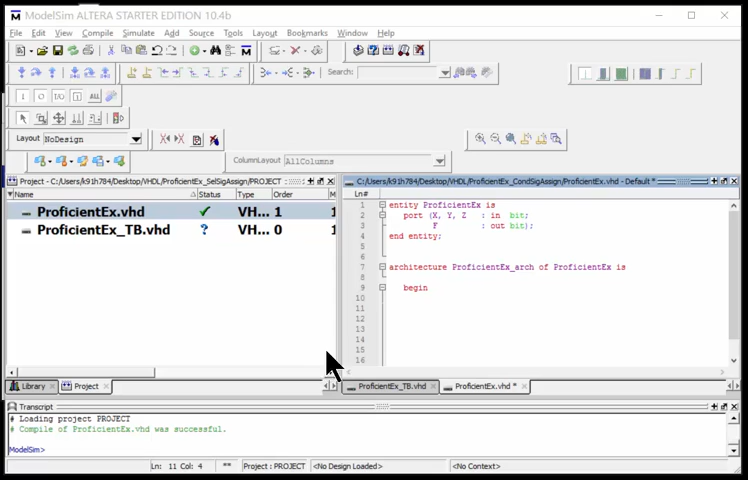 ModelSim ALTERA STARTER EDITION 10.4b
File Edit View Compile Simulate Add Source Tools Layout Bookmarks Window Help
Search:
I O I/O ALL
Layout NoDesign
ColumnLayout AllColumns
Project - C:/Users/k91h784/Desktop/VHDL/ProficientEx_SelSigAssign/PROJECT
Name Status Type Order M
ProficientEx.vhd VH... 1 1
ProficientEx_TB.vhd ? VH... 0 1
Library Project
C:/Users/k91h784/Desktop/VHDL/ProficientEx_CondSigAssign/ProficientEx.vhd - Default *
Ln#
1 entity ProficientEx is
2 port (X, Y, Z : in bit;
3 F : out bit);
4 end entity;
5
6
7 architecture ProficientEx_arch of ProficientEx is
8
9 begin
10
11
12
13
14
15
16
ProficientEx_TB.vhd ProficientEx.vhd *
Transcript
# Loading project PROJECT
# Compile of ProficientEx.vhd was successful.
ModelSim>
Ln: 11 Col: 4 ** Project : PROJECT <No Design Loaded> <No Context>